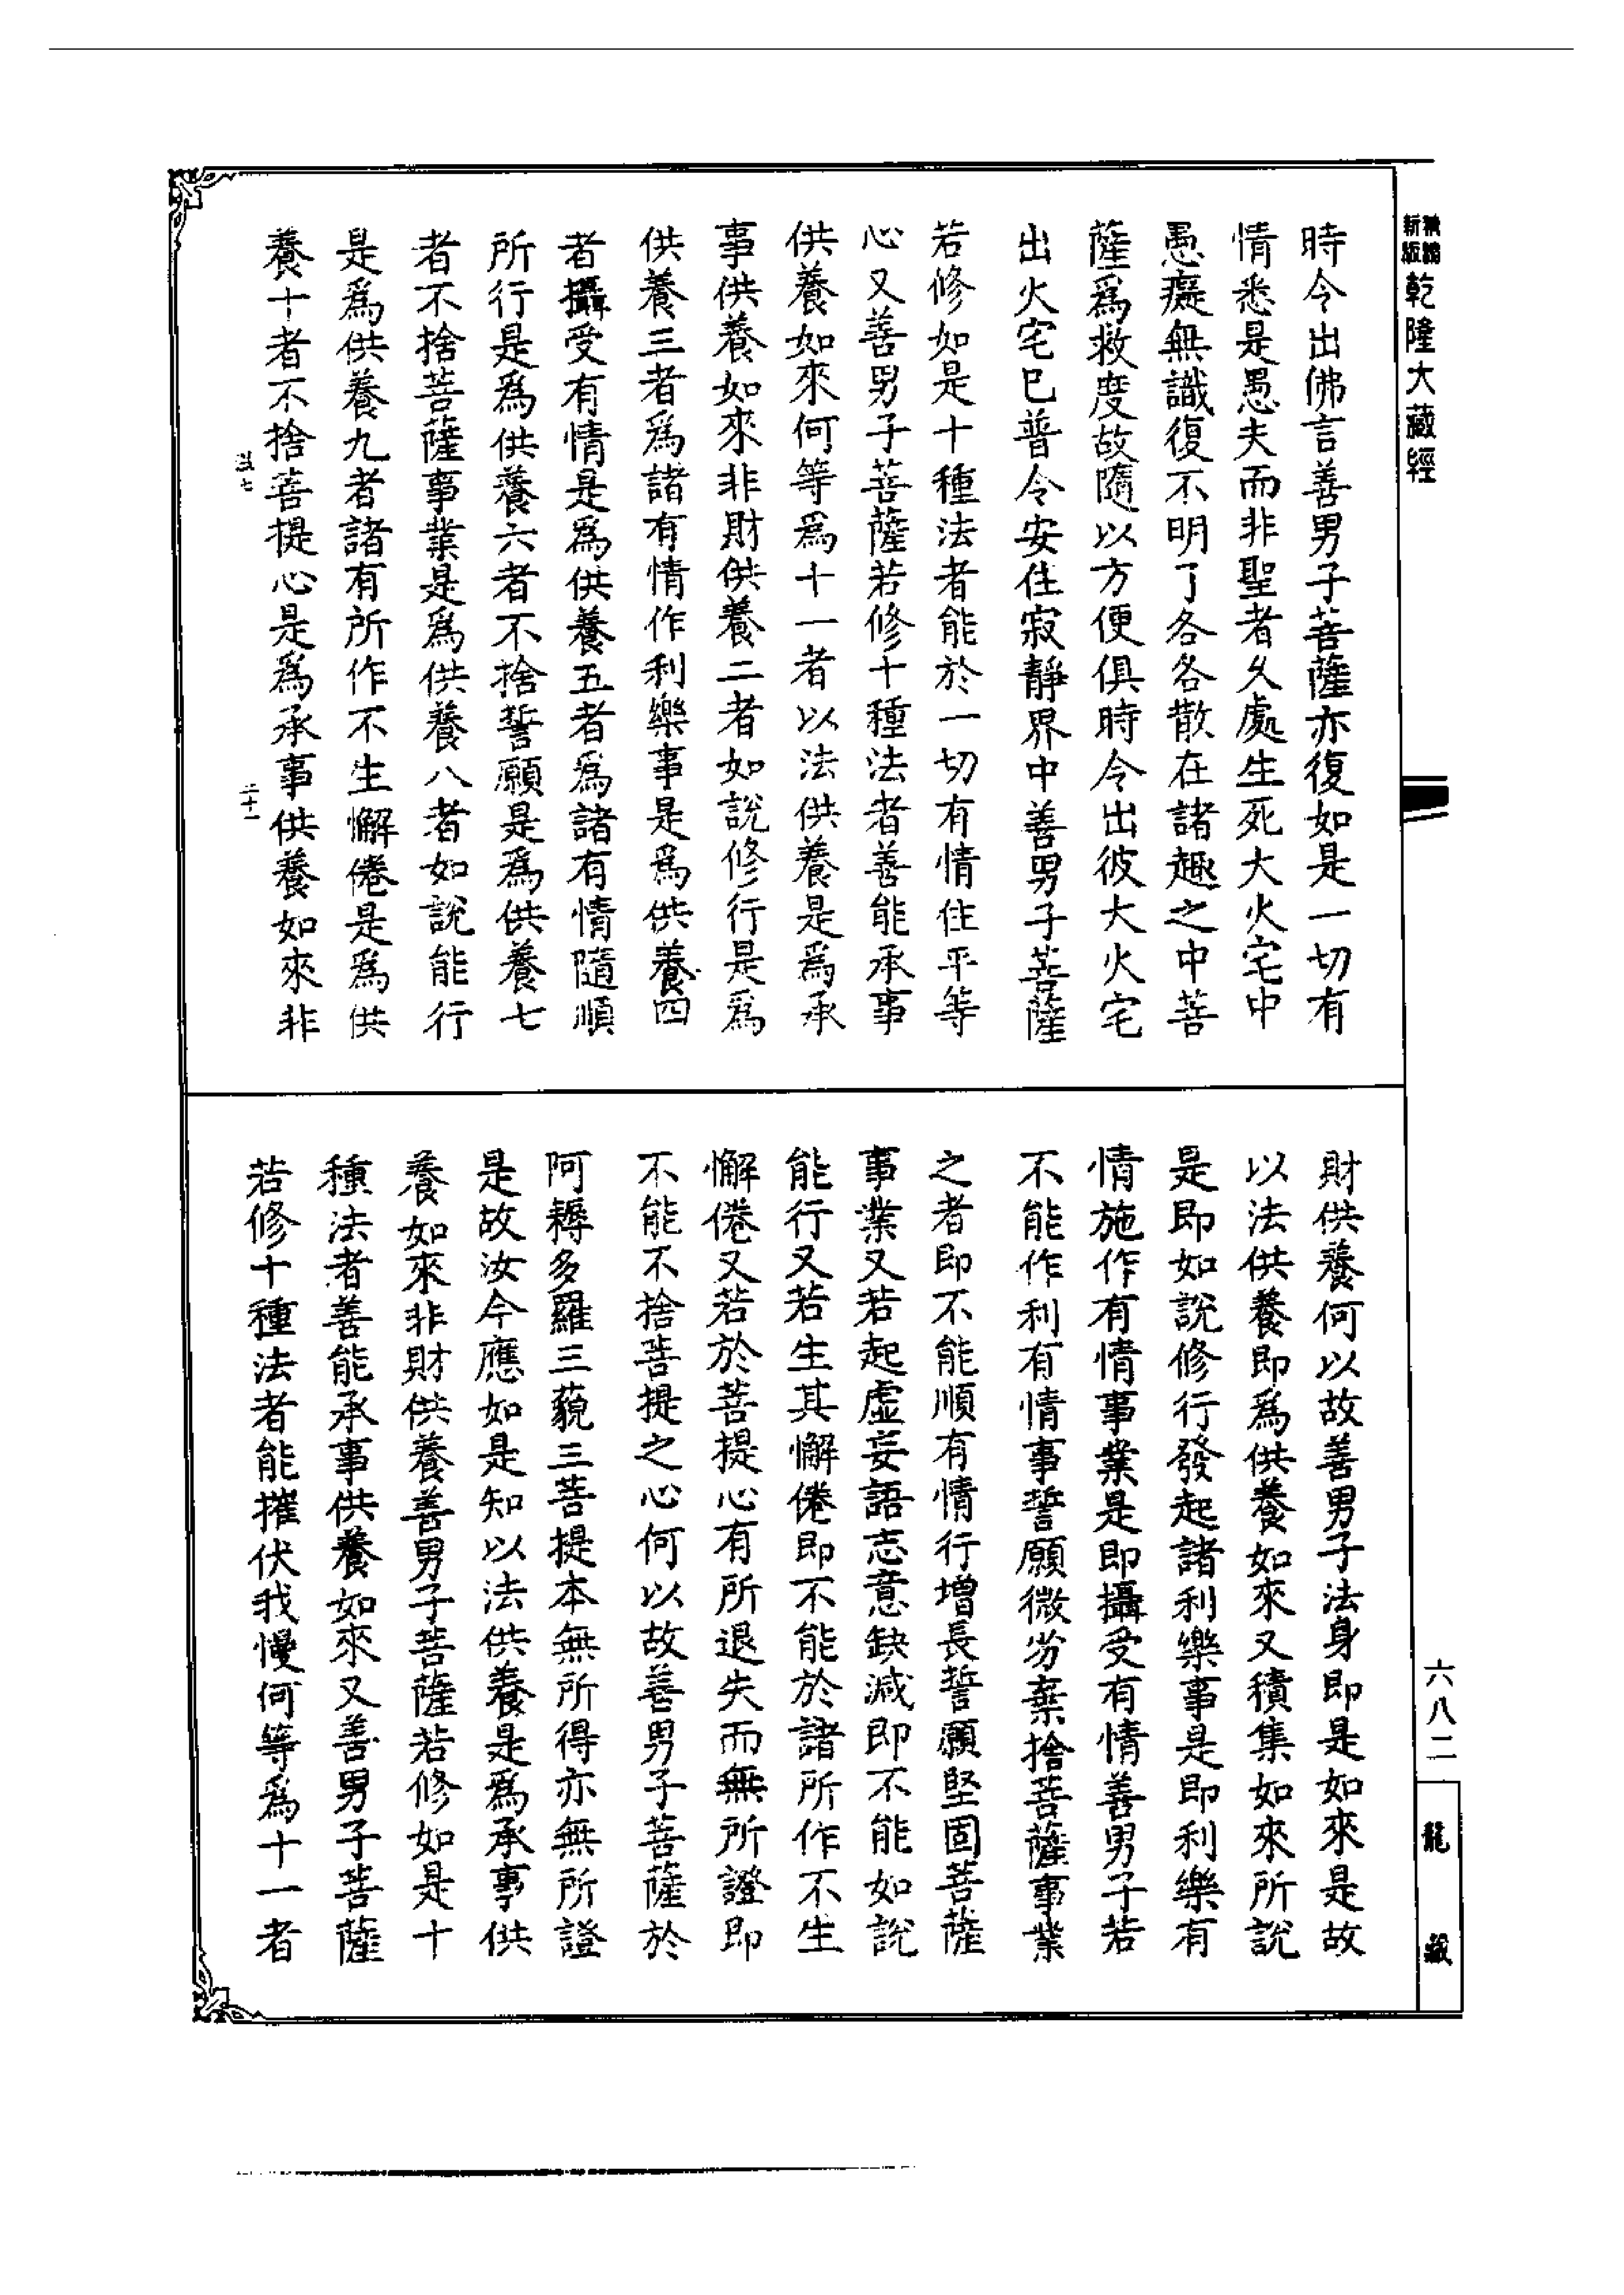 新版
乾隆大藏經
時令出佛言善男子菩薩亦復如是一切有
情悉是愚夫而非聖者久處生死大火宅中
愚癡無識復不明了各各散在諸趣之中菩
薩爲救度故隨以方便俱時令出彼大火宅
出火宅已普令安住寂靜界中善男子菩薩
若修如是十種法者能於一切有情住平等
心又善男子菩薩若修十種法者善能承事
供養如來何等爲十一者以法供養是爲承
事供養如來非財供養二者如說修行是爲
供養三者爲諸有情作利樂事是爲供養四
者攝受有情是爲供養五者爲諸有情隨順
所行是爲供養六者不捨誓願是爲供養七
者不捨菩薩事業是爲供養八者如說能行
是爲供養九者諸有所作不生懈倦是爲供
養十者不捨菩提心是爲承事供養如來非
財供養何以故善男子法身即是如來是故
以法供養即爲供養如來又積集如來所說
是即如說修行發起諸利樂事是即利樂有
情施作有情事業是即攝受有情善男子若
不能作利有情事誓願微劣棄捨菩薩事業
之者即不能順有情行增長誓願堅固菩薩
事業又若起虛妄語志意缺減即不能如說
能行又若生其懈倦即不能於諸所作不生
懈倦又若於菩提心有所退失而無所證即
不能不捨菩提之心何以故善男子菩薩於
阿耨多羅三藐三菩提本無所得亦無所證
是故汝今應如是知以法供養是爲承事供
養如來非財供養善男子菩薩若修如是十
種法者善能承事供養如來又善男子菩薩
若修十種法者能摧伏我慢何等爲十一者
六八二
龍藏